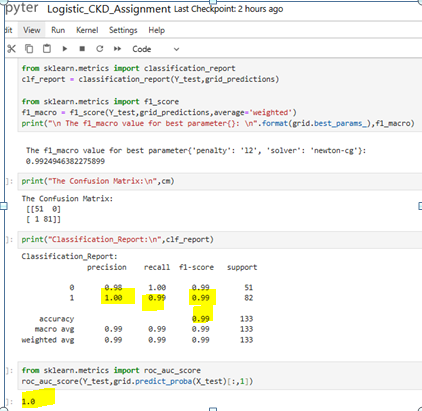 pyter Logistic_CKD_Assignment Last Checkpoint: 2 hours ago
dit View Run Kernel Settings Help
Code
from sklearn.metrics import classification_report
clf_report = classification_report(Y_test,grid_predictions)
from sklearn.metrics import f1_score
f1_macro = f1_score(Y_test,grid_predictions,average='weighted')
print("\n The f1_macro value for best parameter{}: \n".format(grid.best_params_),f1_macro)
The f1_macro value for best parameter{'penalty': 'l2', 'solver': 'newton-cg'}:
0.9924946382275899
]: print("The Confusion Matrix:\n",cm)
The Confusion Matrix:
[[51 0]
[ 1 81]]
]: print("Classification_Report:\n",clf_report)
Classification_Report:
precision recall f1-score support
0 0.98 1.00 0.99 51
1 1.00 0.99 0.99 82
accuracy 0.99 133
macro avg 0.99 0.99 0.99 133
weighted avg 0.99 0.99 0.99 133
]: from sklearn.metrics import roc_auc_score
roc_auc_score(Y_test,grid.predict_proba(X_test)[:,1])
]: 1.0